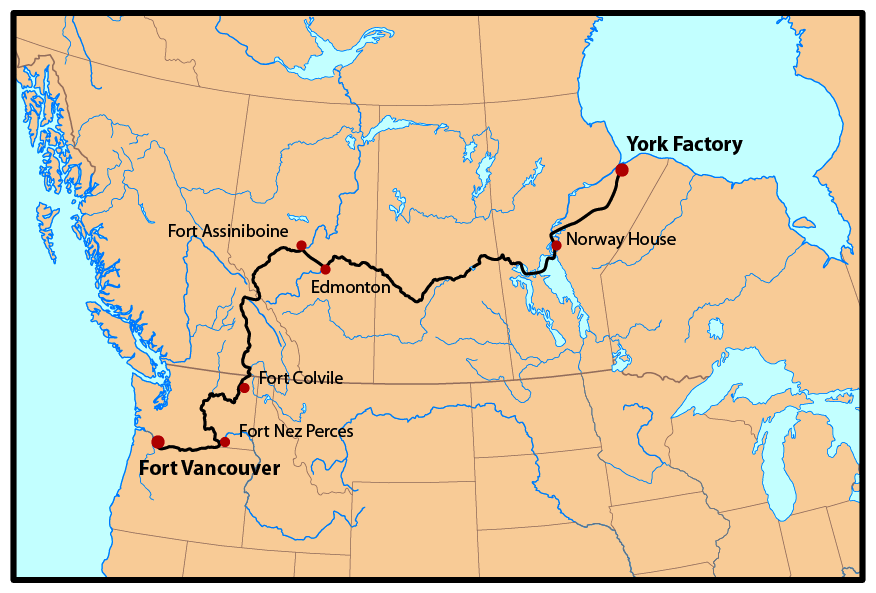 York Factory
Fort Assiniboine
Norway House
Edmonton
Fort Colvile
Fort Nez Perces
Fort Vancouver